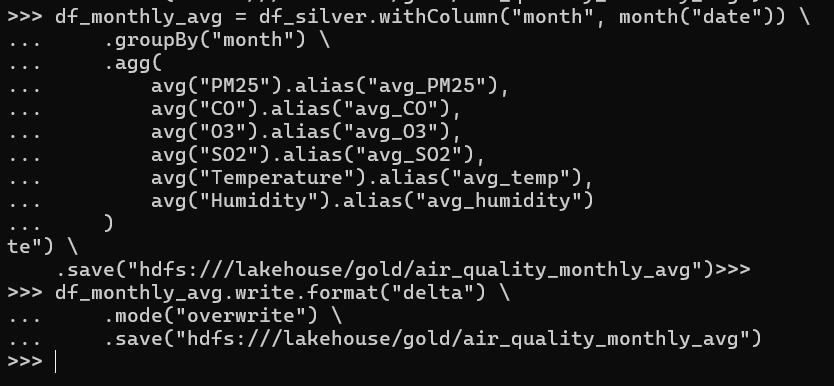 >>> df_monthly_avg = df_silver.withColumn("month", month("date")) \
...     .groupBy("month") \
...     .agg(
...         avg("PM25").alias("avg_PM25"),
...         avg("CO").alias("avg_CO"),
...         avg("O3").alias("avg_O3"),
...         avg("SO2").alias("avg_SO2"),
...         avg("Temperature").alias("avg_temp"),
...         avg("Humidity").alias("avg_humidity")
...     )
te") \
    .save("hdfs:///lakehouse/gold/air_quality_monthly_avg")>>>
>>> df_monthly_avg.write.format("delta") \
...     .mode("overwrite") \
...     .save("hdfs:///lakehouse/gold/air_quality_monthly_avg")
>>>